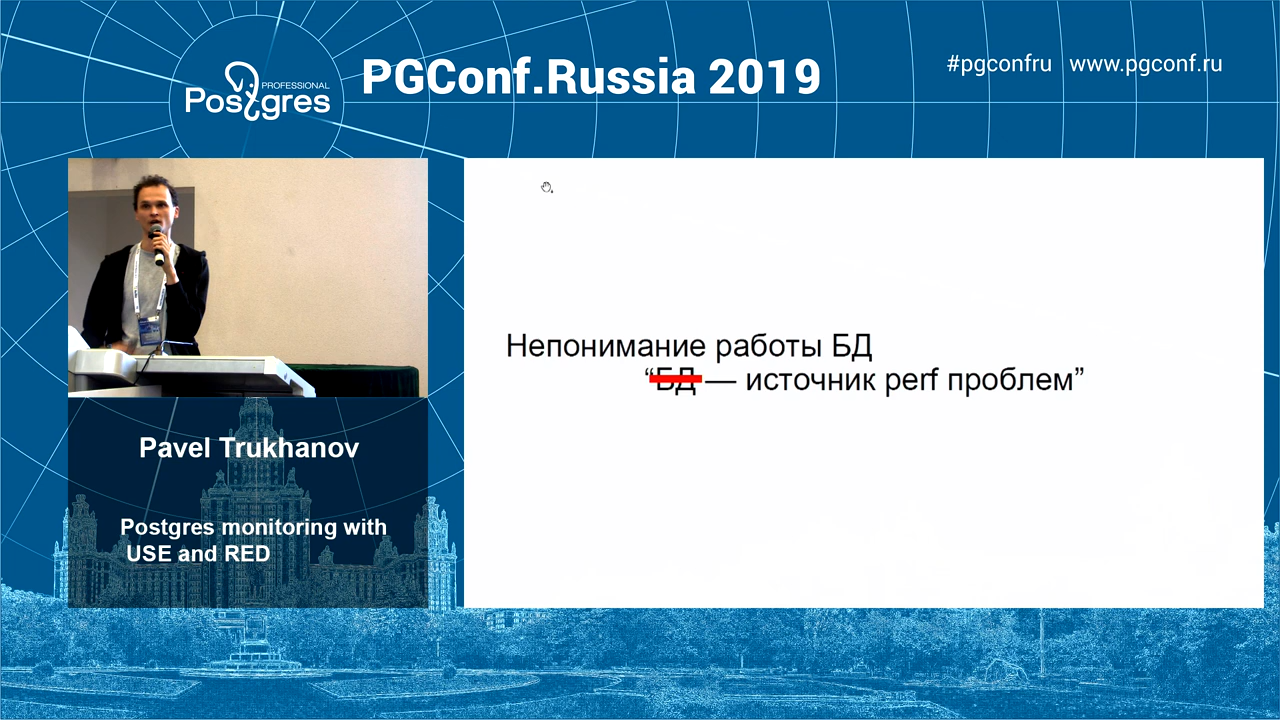 PROFESSIONAL
Postgres
PGConf.Russia 2019
#pgconfru www.pgconf.ru
Непонимание работы БД
“БД — источник perf проблем”
Pavel Trukhanov
Postgres monitoring with
USE and RED